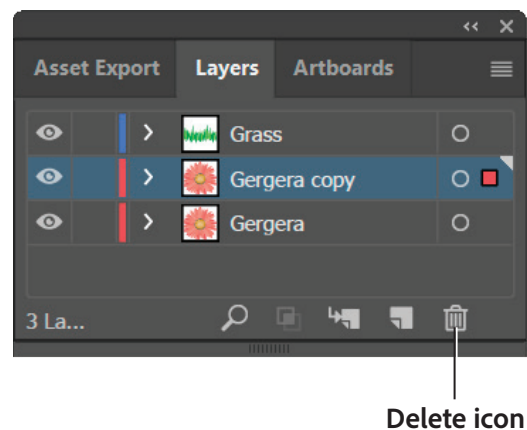 Asset Export Layers Artboards
Grass
Gergera copy
Gergera
3 La...
Delete icon